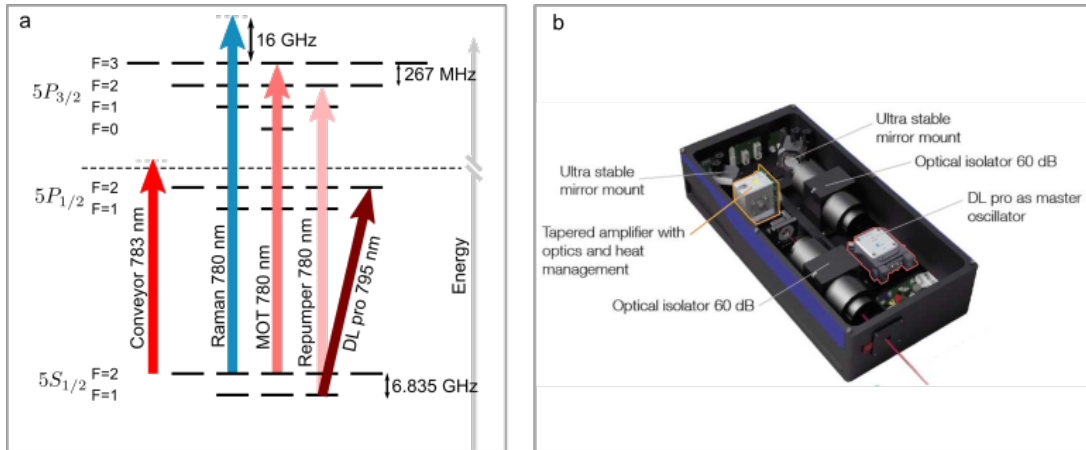 a
16 GHz
F=3
267 MHz
F=2
5P3/2
F=1
F=0
F=2
5P1/2
F=1
Conveyor 783 nm
Raman 780 nm
MOT 780 nm
Repumper 780 nm
DL pro 795 nm
Energy
5S1/2
F=2
F=1
6.835 GHz
b
Ultra stable
mirror mount
Ultra stable
mirror mount
Optical isolator 60 dB
DL pro as master
oscillator
Tapered amplifier with
optics and heat
management
Optical isolator 60 dB